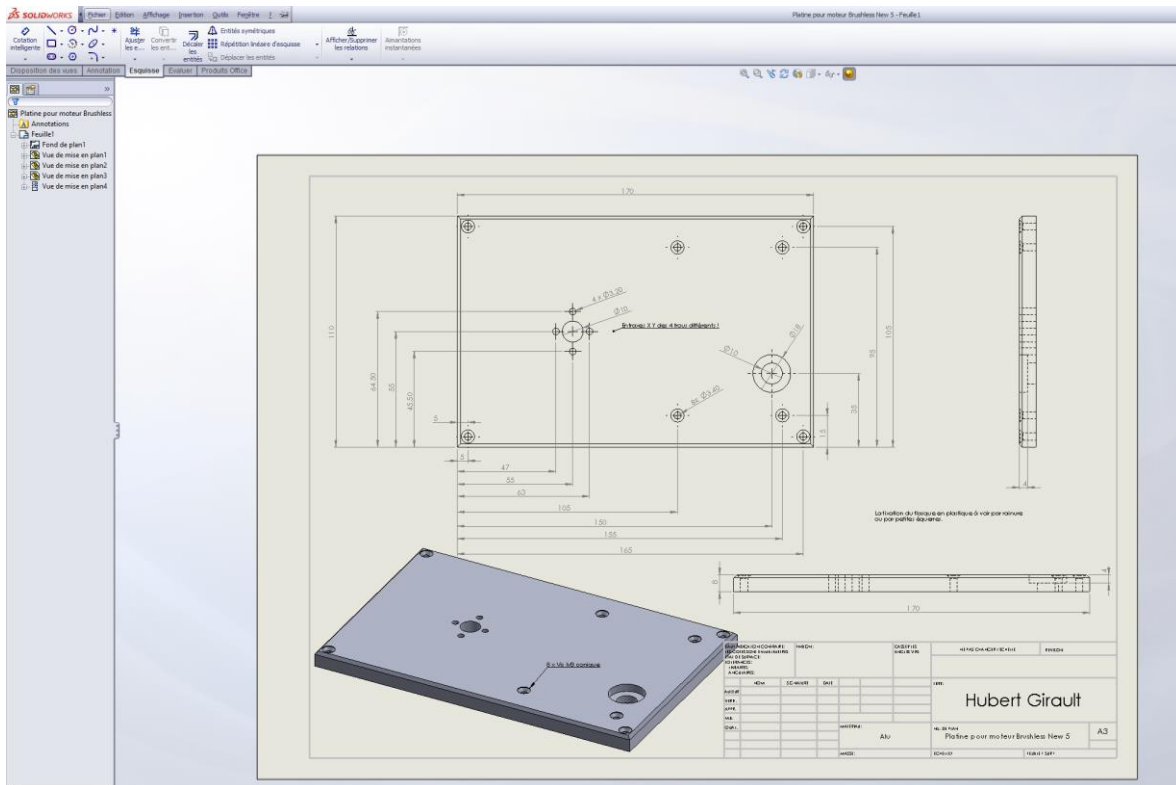 SOLIDWORKS
Fichier Edition Affichage Insertion Outils Fenêtre ?
Platine pour moteur Brushless New 5 - Feuille1
Cotation intelligente
Ajuster les e...
Convertir les ent...
Décaler les entités
Entités symétriques
Répétition linéaire d'esquisse
Déplacer les entités
Afficher/Supprimer les relations
Aimantations instantanées
Disposition des vues Annotation Esquisse Evaluer Produits Office
Platine pour moteur Brushless
Annotations
Feuille1
Fond de plan1
Vue de mise en plan1
Vue de mise en plan2
Vue de mise en plan3
Vue de mise en plan4
170
4 x Ø3.20
Ø10
Entraxes X Y des 4 trous différents !
Ø18
Ø10
8x Ø3.60
110
64.50
55
45.50
5
5
47
55
63
105
150
155
165
15
35
95
105
4
La fixation du flasque en plastique à voir par rainure
ou par petites équerres.
8
4
170
8 x Vis M3 conique
NOM SIGNATURE DATE
Hubert Girault
Alu
Platine pour moteur Brushless New 5
A3